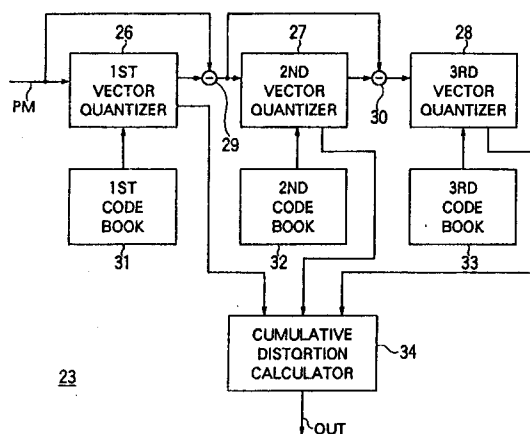 26
27
28
1ST
VECTOR
QUANTIZER
2ND
VECTOR
QUANTIZER
3RD
VECTOR
QUANTIZER
PM
29
30
1ST
CODE
BOOK
2ND
CODE
BOOK
3RD
CODE
BOOK
31
32
33
CUMULATIVE
DISTORTION
CALCULATOR
34
23
OUT